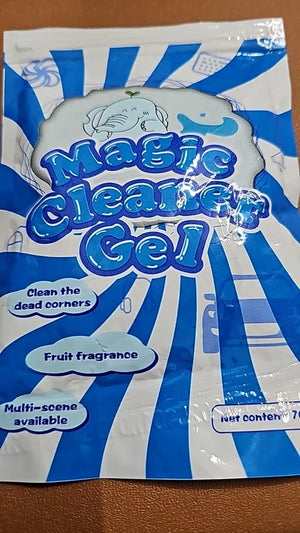 Magic
Cleaner
Gel
Clean the
dead corners
Fruit fragrance
Multi-scene
available
Net content